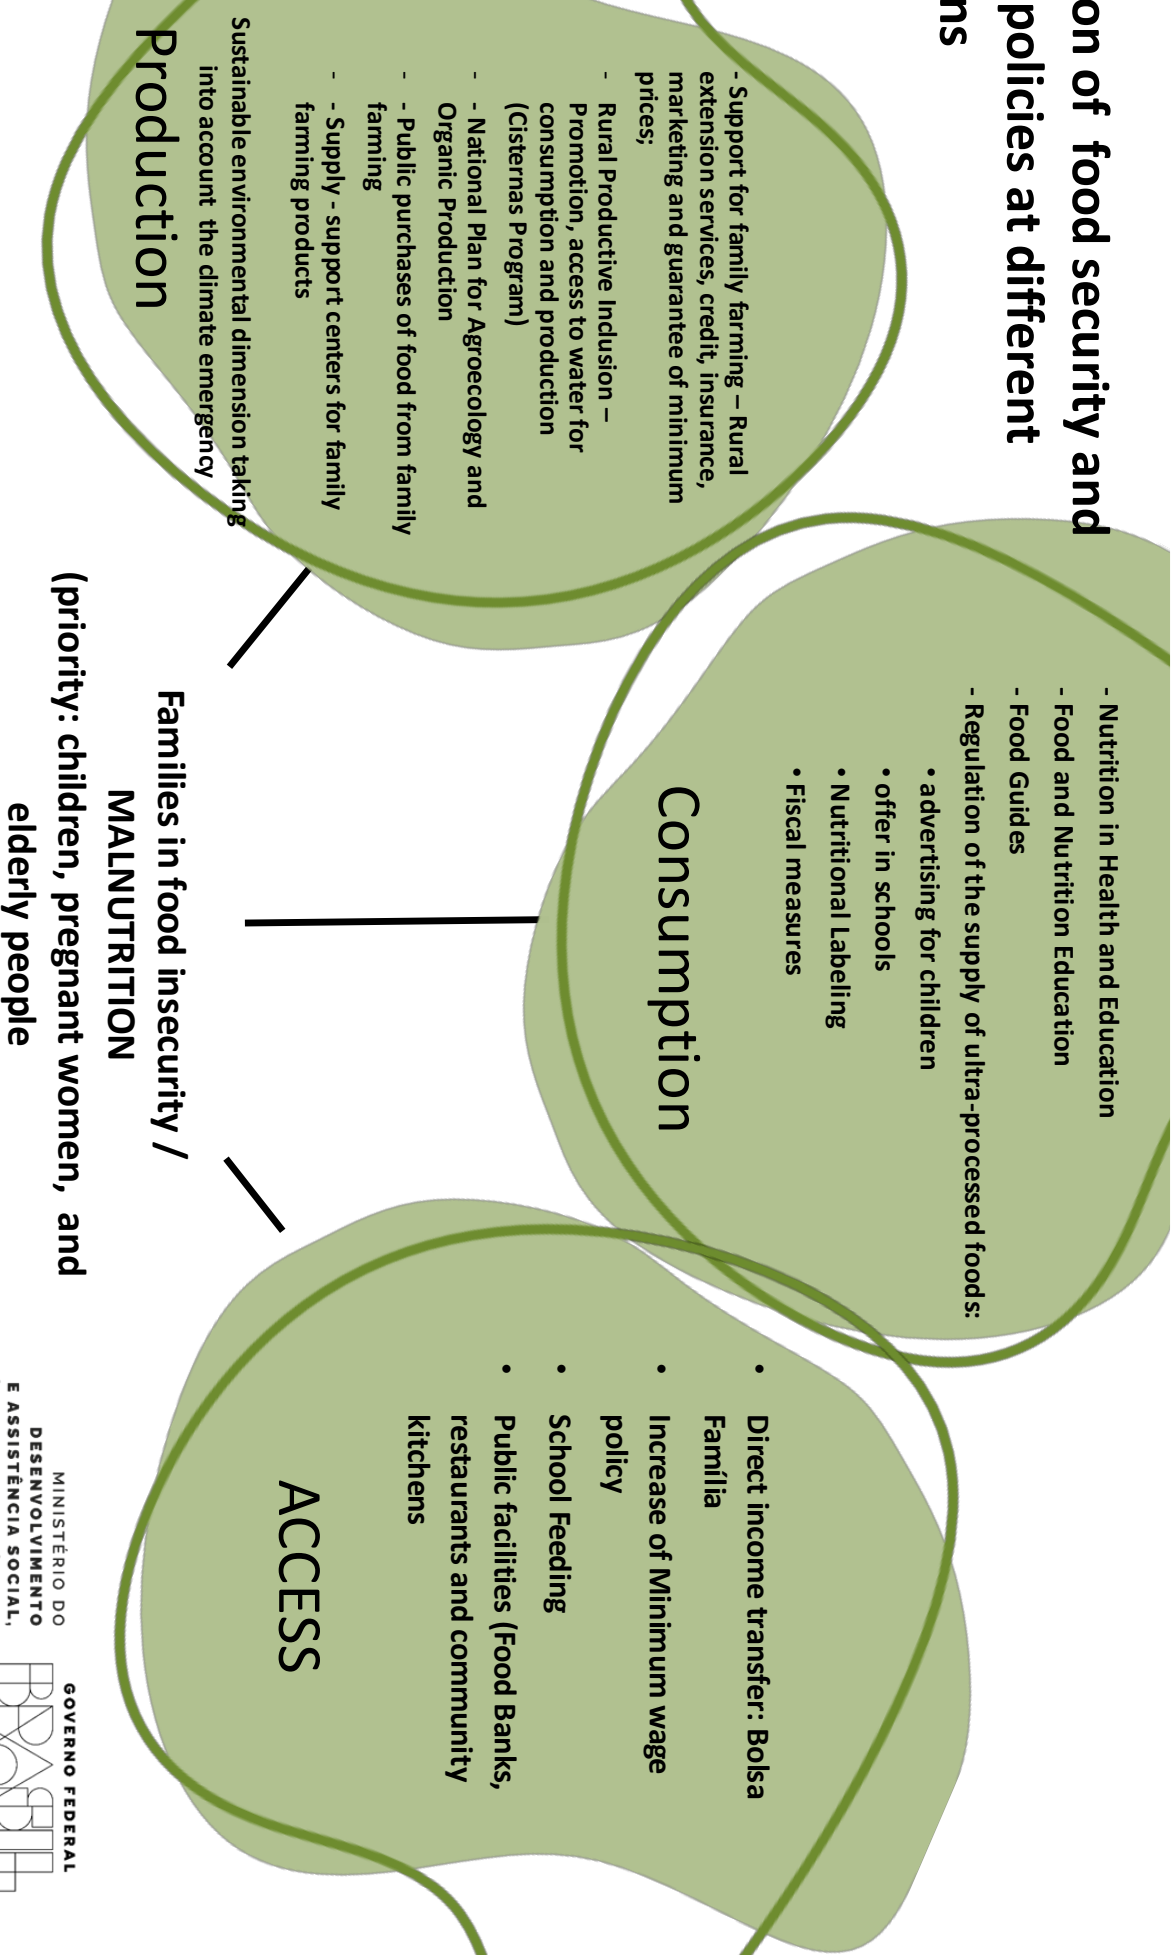 on of food security and
policies at different
ns
- Support for family farming – Rural
extension services, credit, insurance,
marketing and guarantee of minimum
prices;
- Rural Productive Inclusion –
Promotion, access to water for
consumption and production
(Cisternas Program)
- - National Plan for Agroecology and
Organic Production
- - Public purchases of food from family
farming
- - Supply - support centers for family
farming products
Sustainable environmental dimension taking
into account the climate emergency
Production
- Nutrition in Health and Education
- Food and Nutrition Education
- Food Guides
- Regulation of the supply of ultra-processed foods:
• advertising for children
• offer in schools
• Nutritional Labeling
• Fiscal measures
Consumption
• Direct income transfer: Bolsa
Família
• Increase of Minimum wage
policy
• School Feeding
• Public facilities (Food Banks,
restaurants and community
kitchens
ACCESS
Families in food insecurity /
MALNUTRITION
(priority: children, pregnant women, and
elderly people
MINISTÉRIO DO
DESENVOLVIMENTO
E ASSISTÊNCIA SOCIAL,
GOVERNO FEDERAL
BRASIL